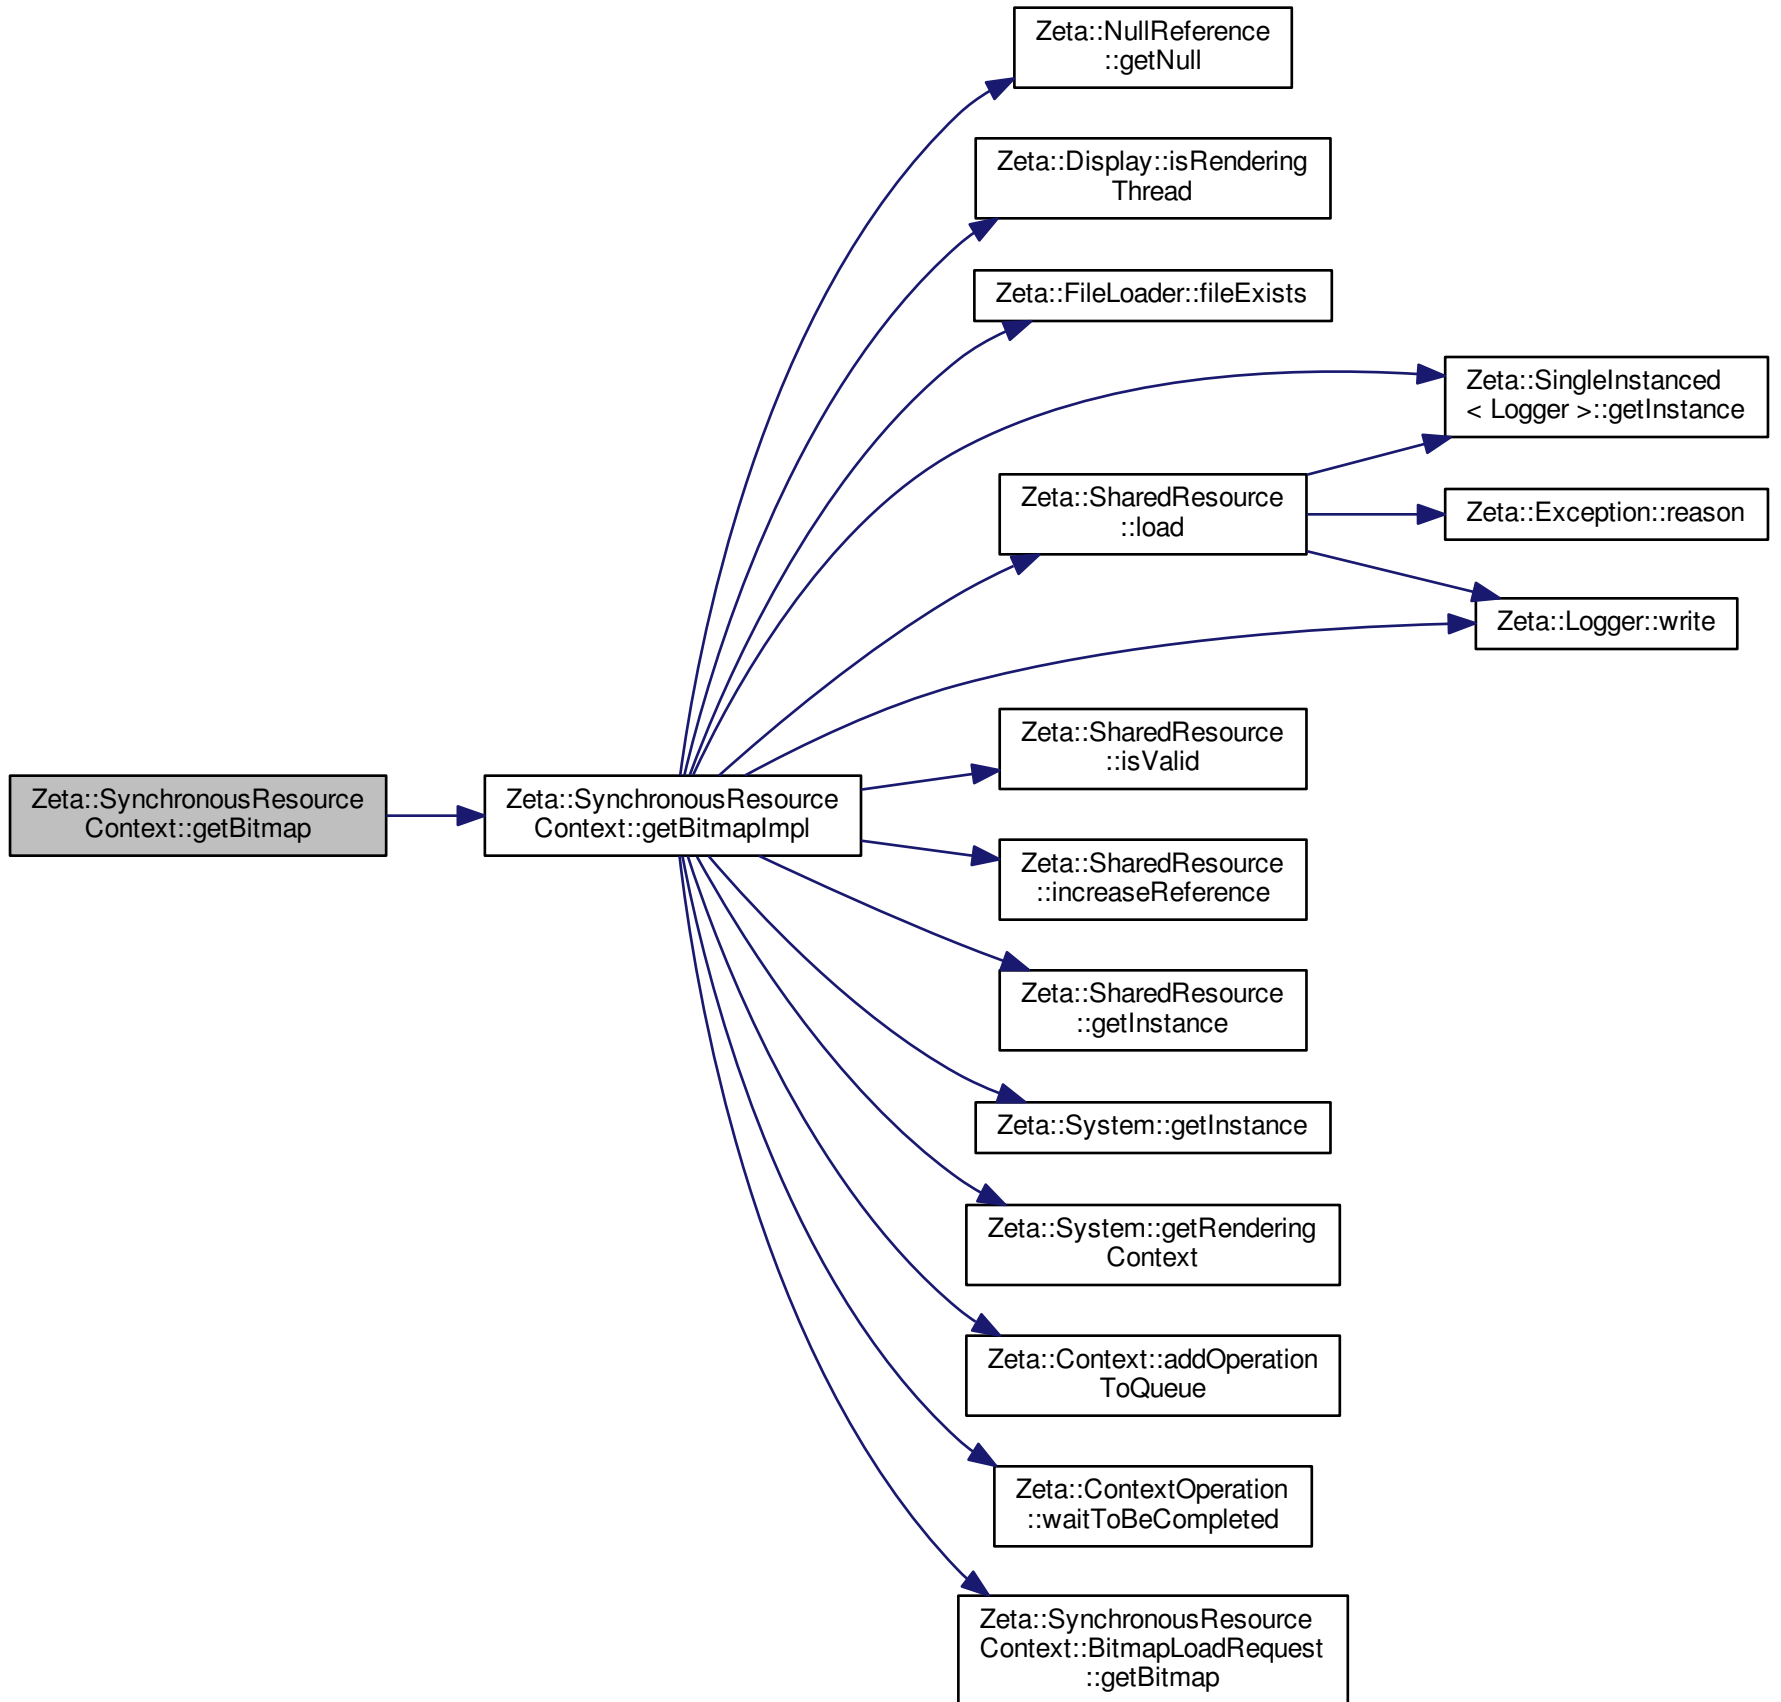 Zeta::NullReference
::getNull
Zeta::Display::isRendering
Thread
Zeta::FileLoader::fileExists
Zeta::SingleInstanced
< Logger >::getInstance
Zeta::SharedResource
::load
Zeta::Exception::reason
Zeta::Logger::write
Zeta::SharedResource
::isValid
Zeta::SynchronousResource
Context::getBitmap
Zeta::SynchronousResource
Context::getBitmapImpl
Zeta::SharedResource
::increaseReference
Zeta::SharedResource
::getInstance
Zeta::System::getInstance
Zeta::System::getRendering
Context
Zeta::Context::addOperation
ToQueue
Zeta::ContextOperation
::waitToBeCompleted
Zeta::SynchronousResource
Context::BitmapLoadRequest
::getBitmap